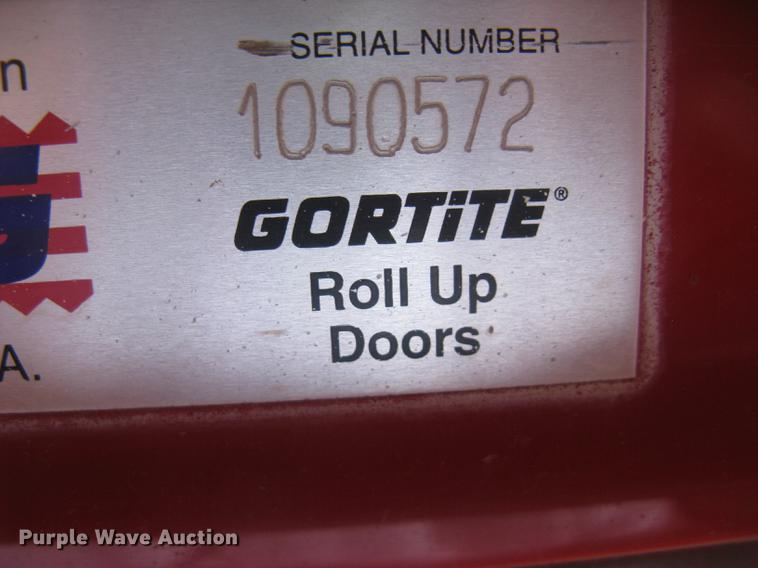 SERIAL NUMBER
n
1090572
G
GORTiTE®
Roll Up
Doors
A.
Purple Wave Auction